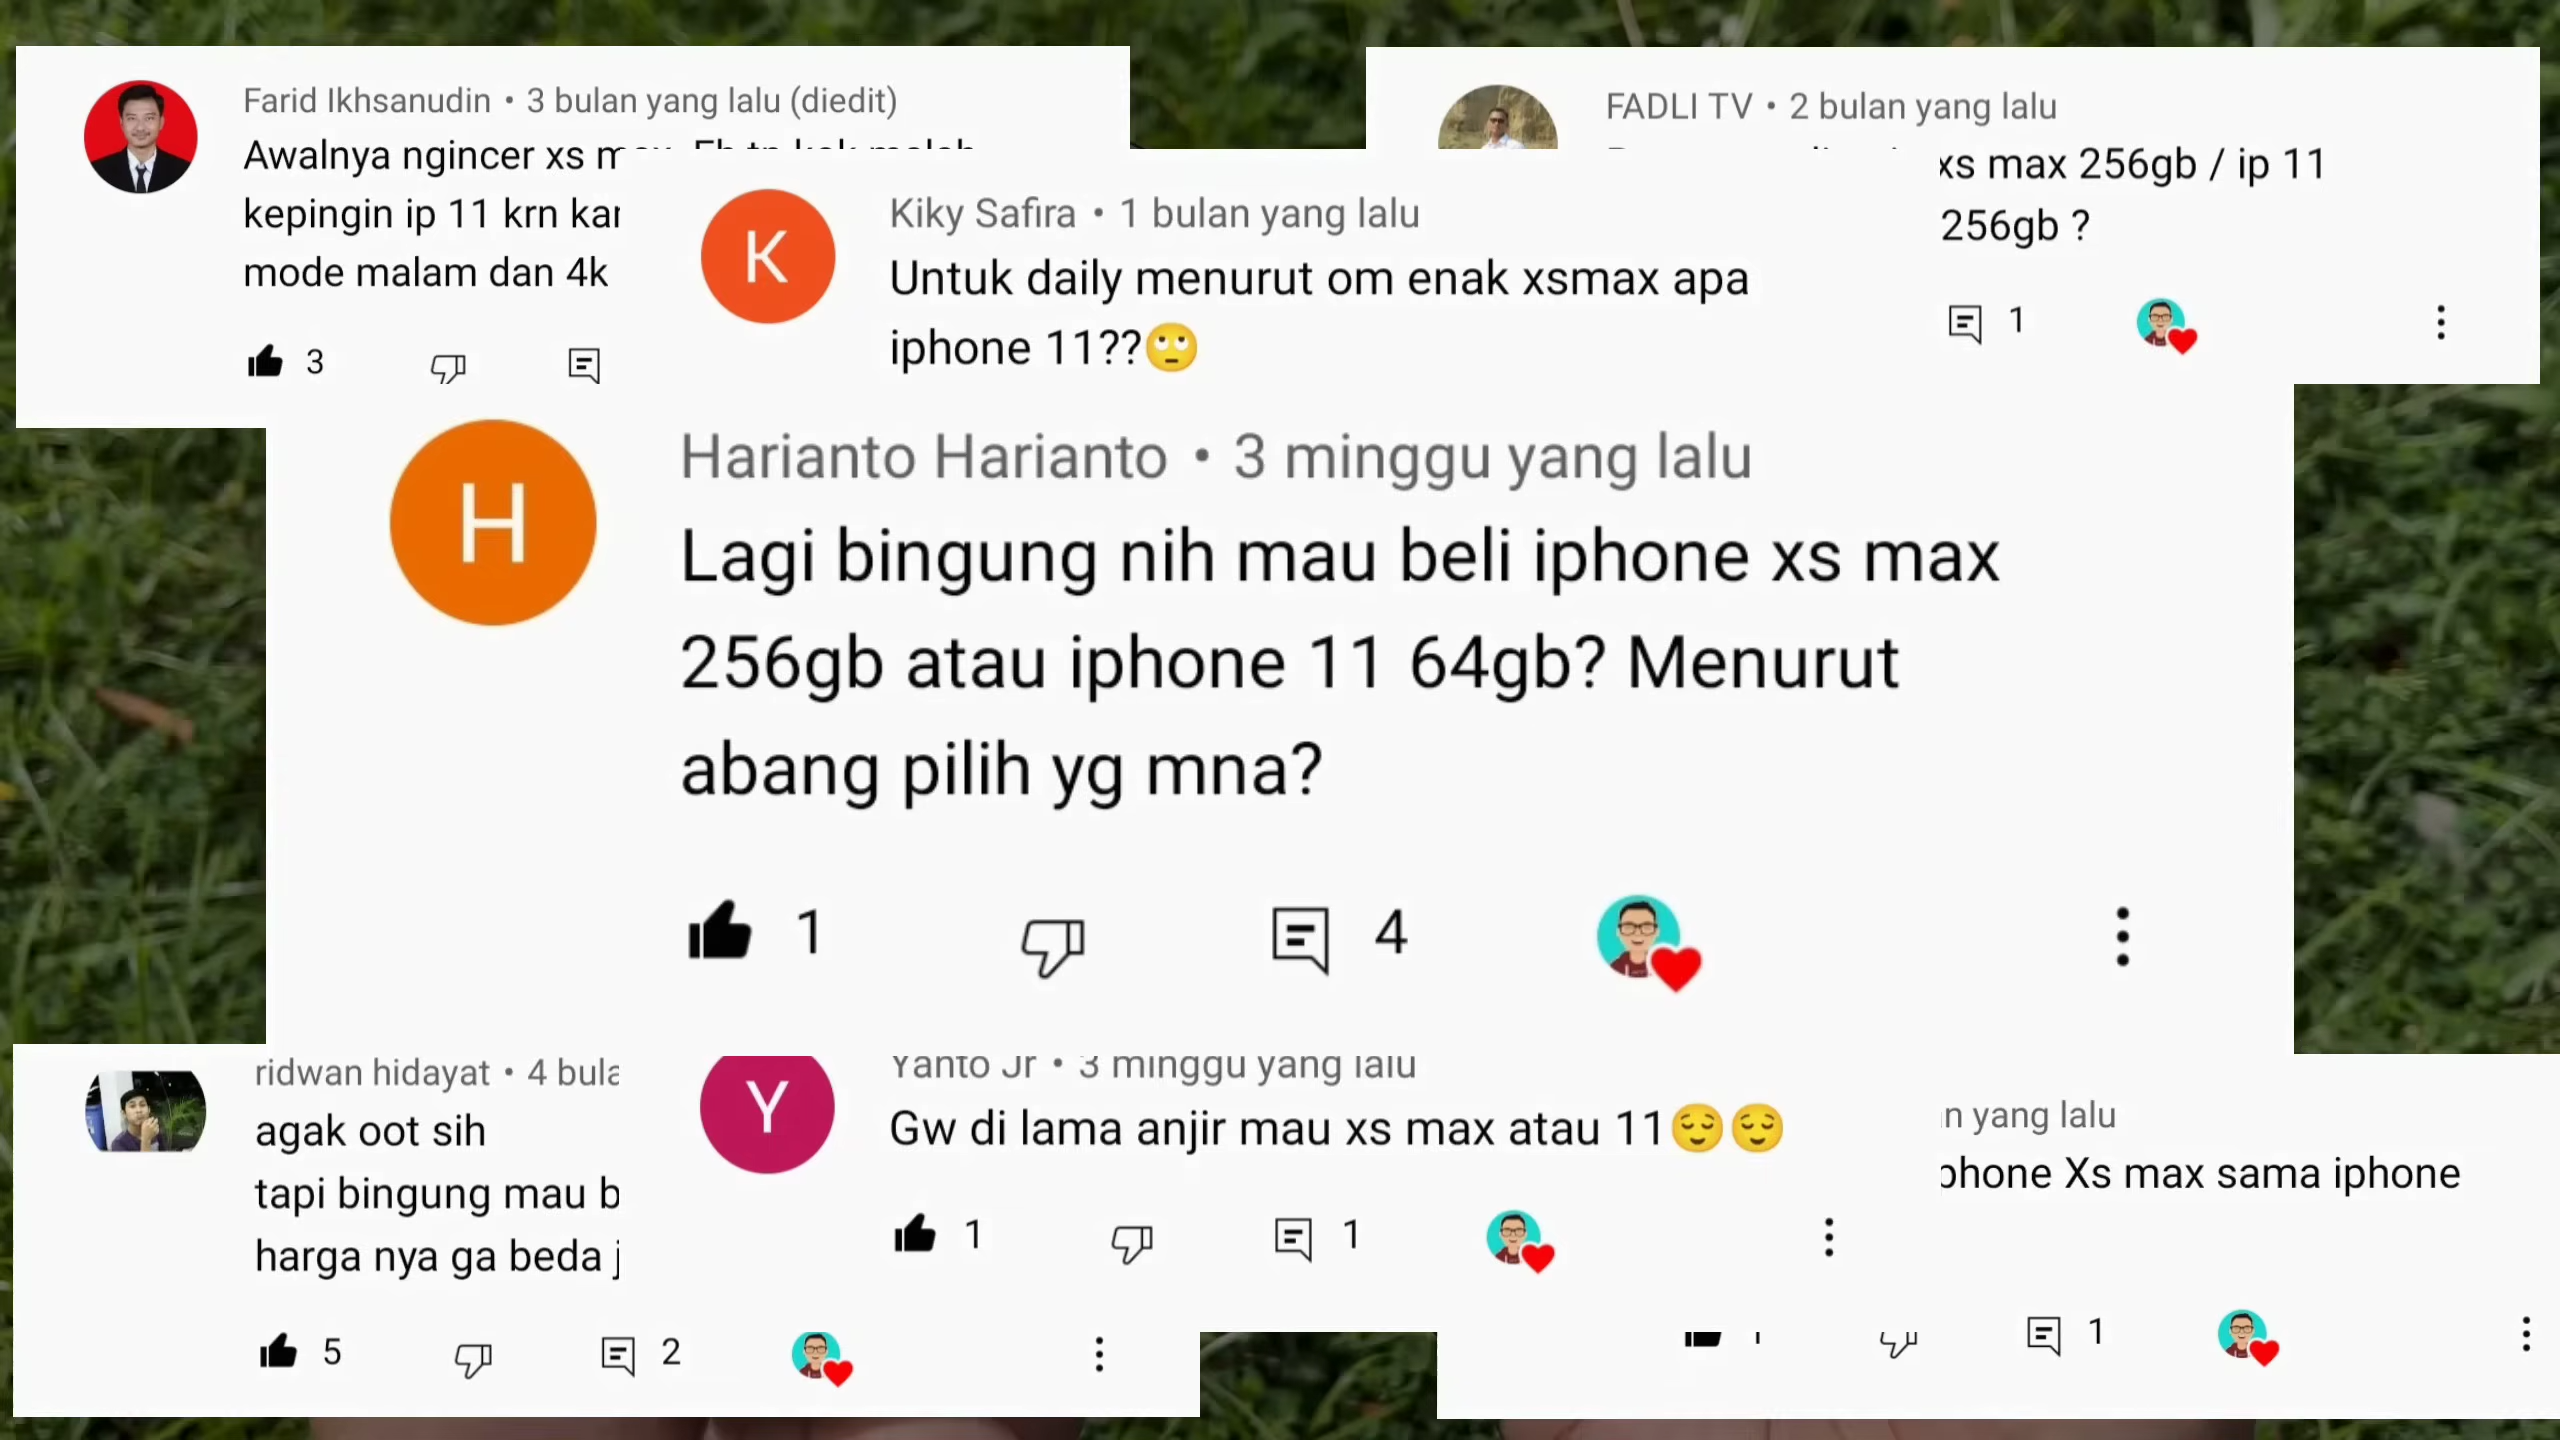 Farid Ikhsanudin • 3 bulan yang lalu (diedit)
Awalnya ngincer xs
kepingin ip 11 krn
mode malam dan 4k
3
FADLI TV • 2 bulan yang lalu
xs max 256gb / ip 11
256gb ?
1
K
Kiky Safira • 1 bulan yang lalu
Untuk daily menurut om enak xsmax apa
iphone 11??🙄
H
Harianto Harianto • 3 minggu yang lalu
Lagi bingung nih mau beli iphone xs max
256gb atau iphone 11 64gb? Menurut
abang pilih yg mna?
1
4
ridwan hidayat • 4
agak oot sih
tapi bingung mau
harga nya ga beda
5
2
Y
Yanto Jr • 3 minggu yang lalu
Gw di lama anjir mau xs max atau 11😌😌
1
1
yang lalu
Xs max sama iphone
1